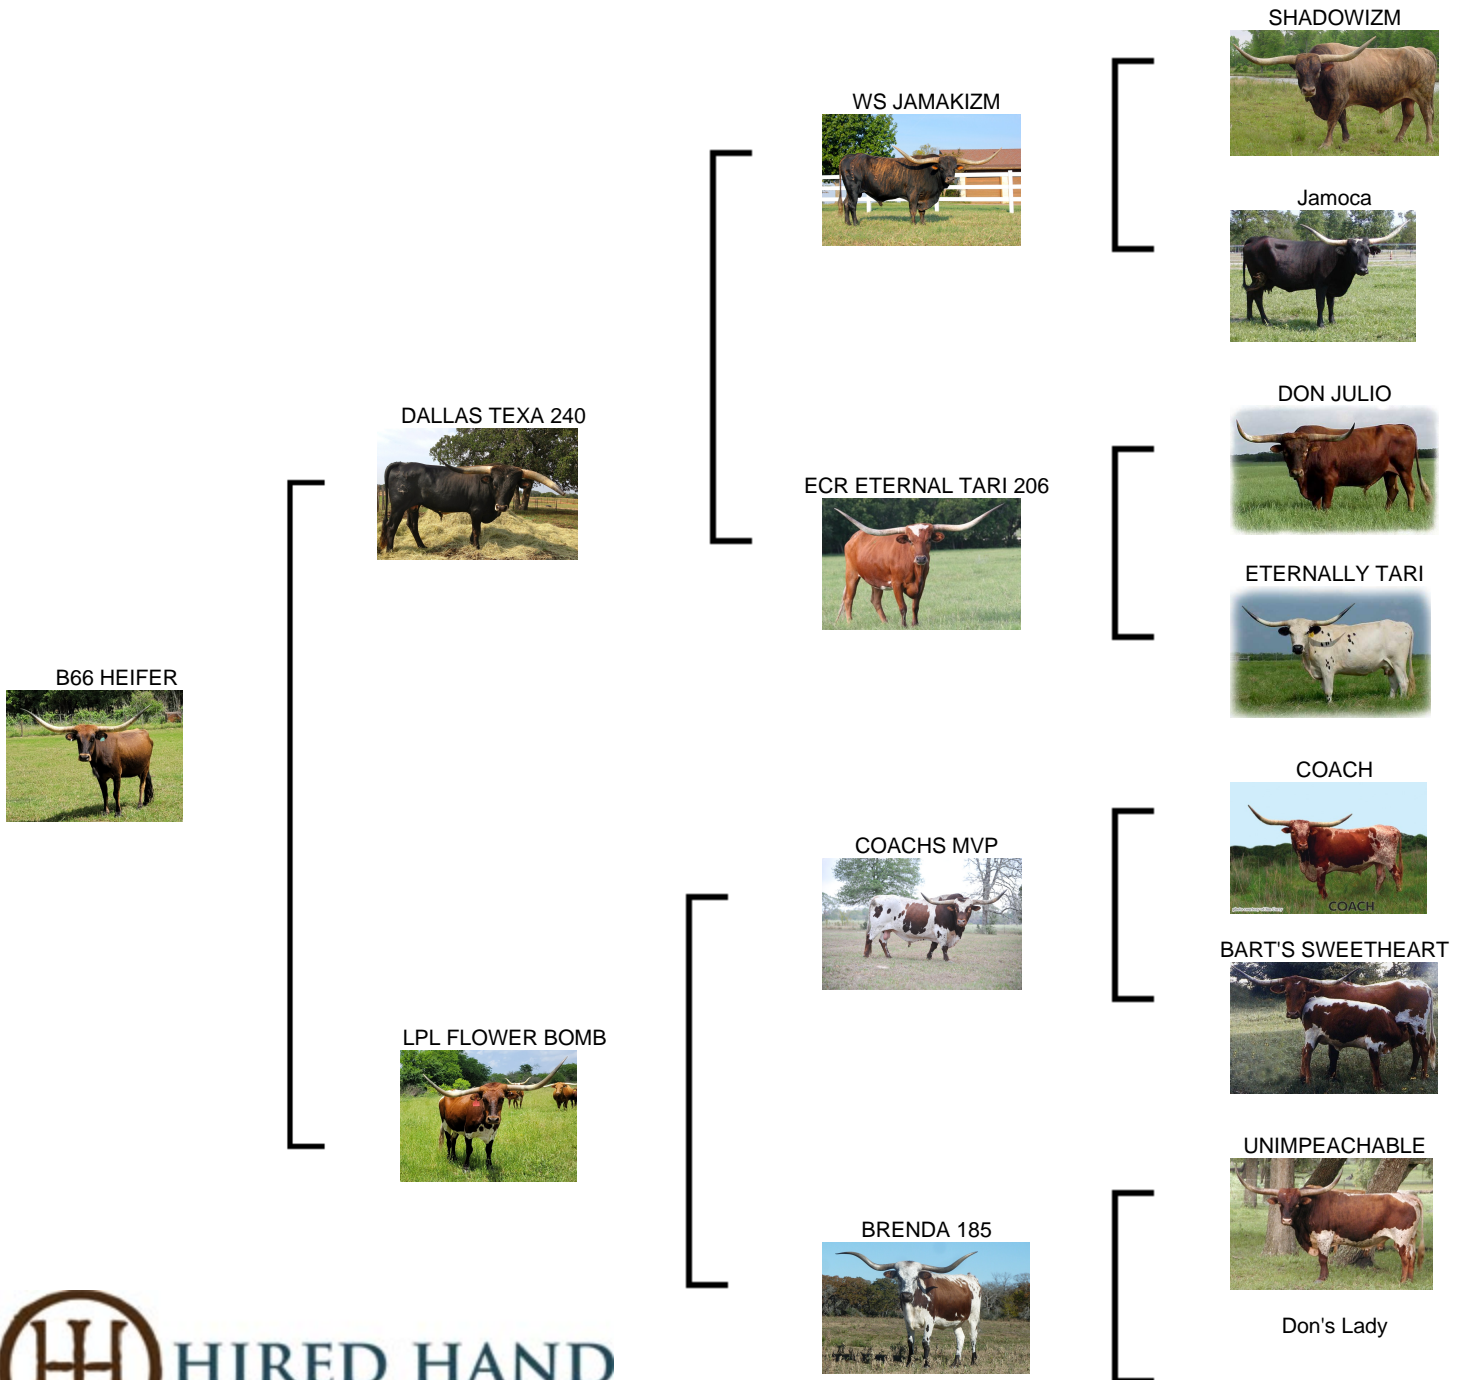 SHADOWIZM
WS JAMAKIZM
Jamoca
DON JULIO
DALLAS TEXA 240
ECR ETERNAL TARI 206
ETERNALLY TARI
B66 HEIFER
COACH
COACHS MVP
COACH
BART'S SWEETHEART
LPL FLOWER BOMB
UNIMPEACHABLE
BRENDA 185
Don's Lady
HIRED HAND